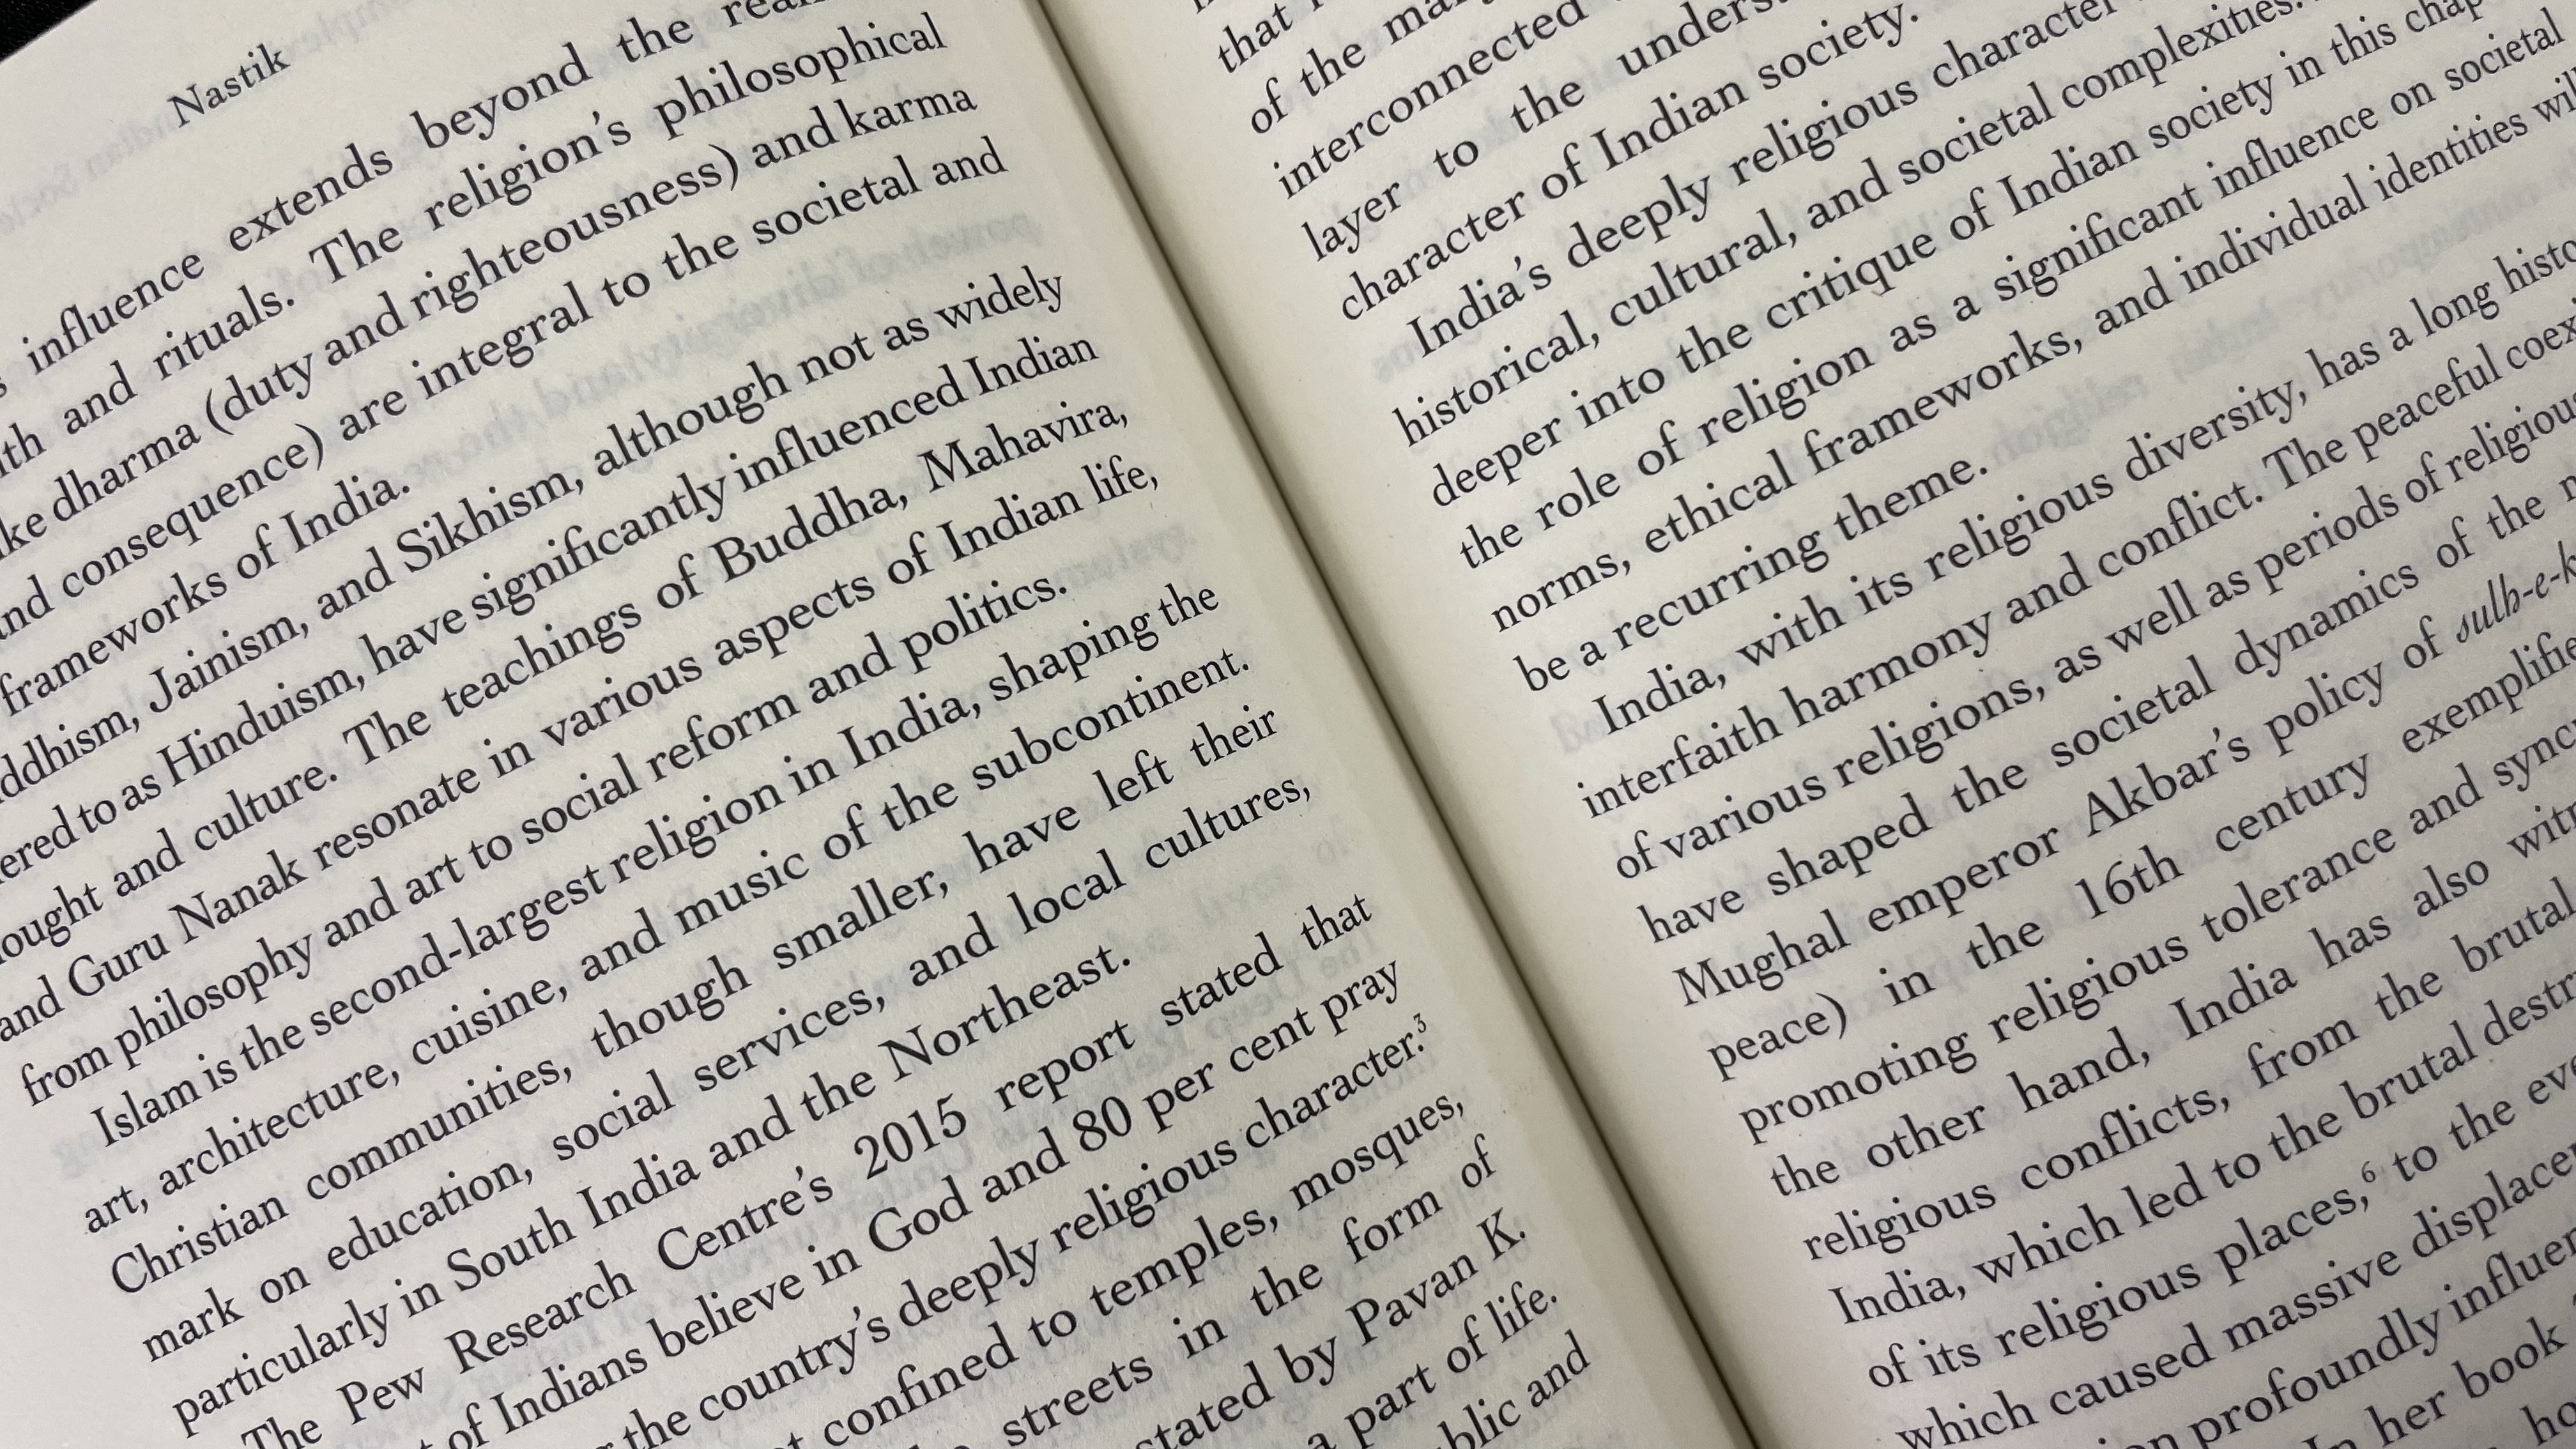 Nastik
influence extends beyond the
and rituals. The religion's philosophical
dharma (duty and righteousness) and karma
consequence) are integral to the societal and
frameworks of India.
Jainism, and Sikhism, although not as widely
to as Hinduism, have significantly influenced Indian
and culture. The teachings of Buddha, Mahavira,
and Guru Nanak resonate in various aspects of Indian life,
from philosophy and art to social reform and politics.
Islam is the second-largest religion in India, shaping the
art, architecture, cuisine, and music of the subcontinent.
Christian communities, though smaller, have left their
mark on education, social services, and local cultures,
particularly in South India and the Northeast.
The Pew Research Centre's 2015 report stated that
of Indians believe in God and 80 per cent pray
the country's deeply religious character.³
confined to temples, mosques,
streets in the form of
stated by Pavan K.
a part of life.
and
that
of the
interconnected
layer to the
character of Indian society.
India's deeply religious character
historical, cultural, and societal complexities.
deeper into the critique of Indian society in this
the role of religion as a significant influence on societal
norms, ethical frameworks, and individual identities
be a recurring theme.
India, with its religious diversity, has a long
interfaith harmony and conflict. The peaceful
of various religions, as well as periods of religious
have shaped the societal dynamics of the
Mughal emperor Akbar's policy of
peace) in the 16th century
promoting religious tolerance and
the other hand, India has also
religious conflicts, from the brutal
India, which led to the brutal
of its religious places,⁶ to the
which caused massive
profoundly
her book